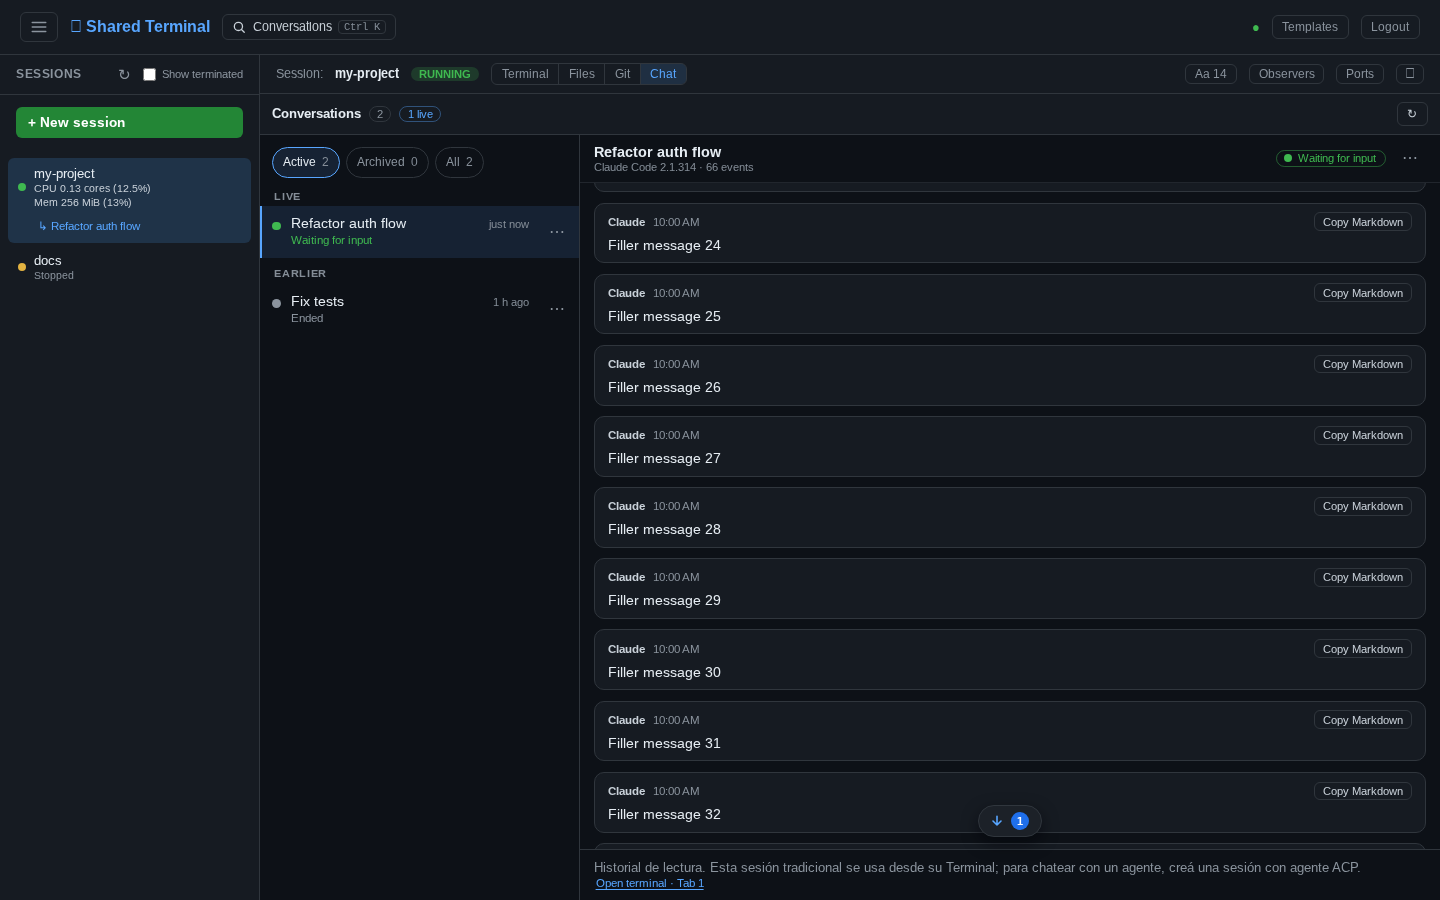 Shared Terminal
Conversations Ctrl K
Templates
Logout
SESSIONS
↻
Show terminated
+ New session
my-project
CPU 0.13 cores (12.5%)
Mem 256 MiB (13%)
↳ Refactor auth flow
docs
Stopped
Session: my-project RUNNING
Terminal
Files
Git
Chat
Aa 14
Observers
Ports
Conversations 2 1 live
↻
Active 2
Archived 0
All 2
LIVE
Refactor auth flow just now
Waiting for input
⋯
EARLIER
Fix tests 1 h ago
Ended
⋯
Refactor auth flow
Claude Code 2.1.314 · 66 events
Waiting for input
⋯
Claude 10:00 AM Copy Markdown
Filler message 24
Claude 10:00 AM Copy Markdown
Filler message 25
Claude 10:00 AM Copy Markdown
Filler message 26
Claude 10:00 AM Copy Markdown
Filler message 27
Claude 10:00 AM Copy Markdown
Filler message 28
Claude 10:00 AM Copy Markdown
Filler message 29
Claude 10:00 AM Copy Markdown
Filler message 30
Claude 10:00 AM Copy Markdown
Filler message 31
Claude 10:00 AM Copy Markdown
Filler message 32
1
Historial de lectura. Esta sesión tradicional se usa desde su Terminal; para chatear con un agente, creá una sesión con agente ACP.
Open terminal · Tab 1